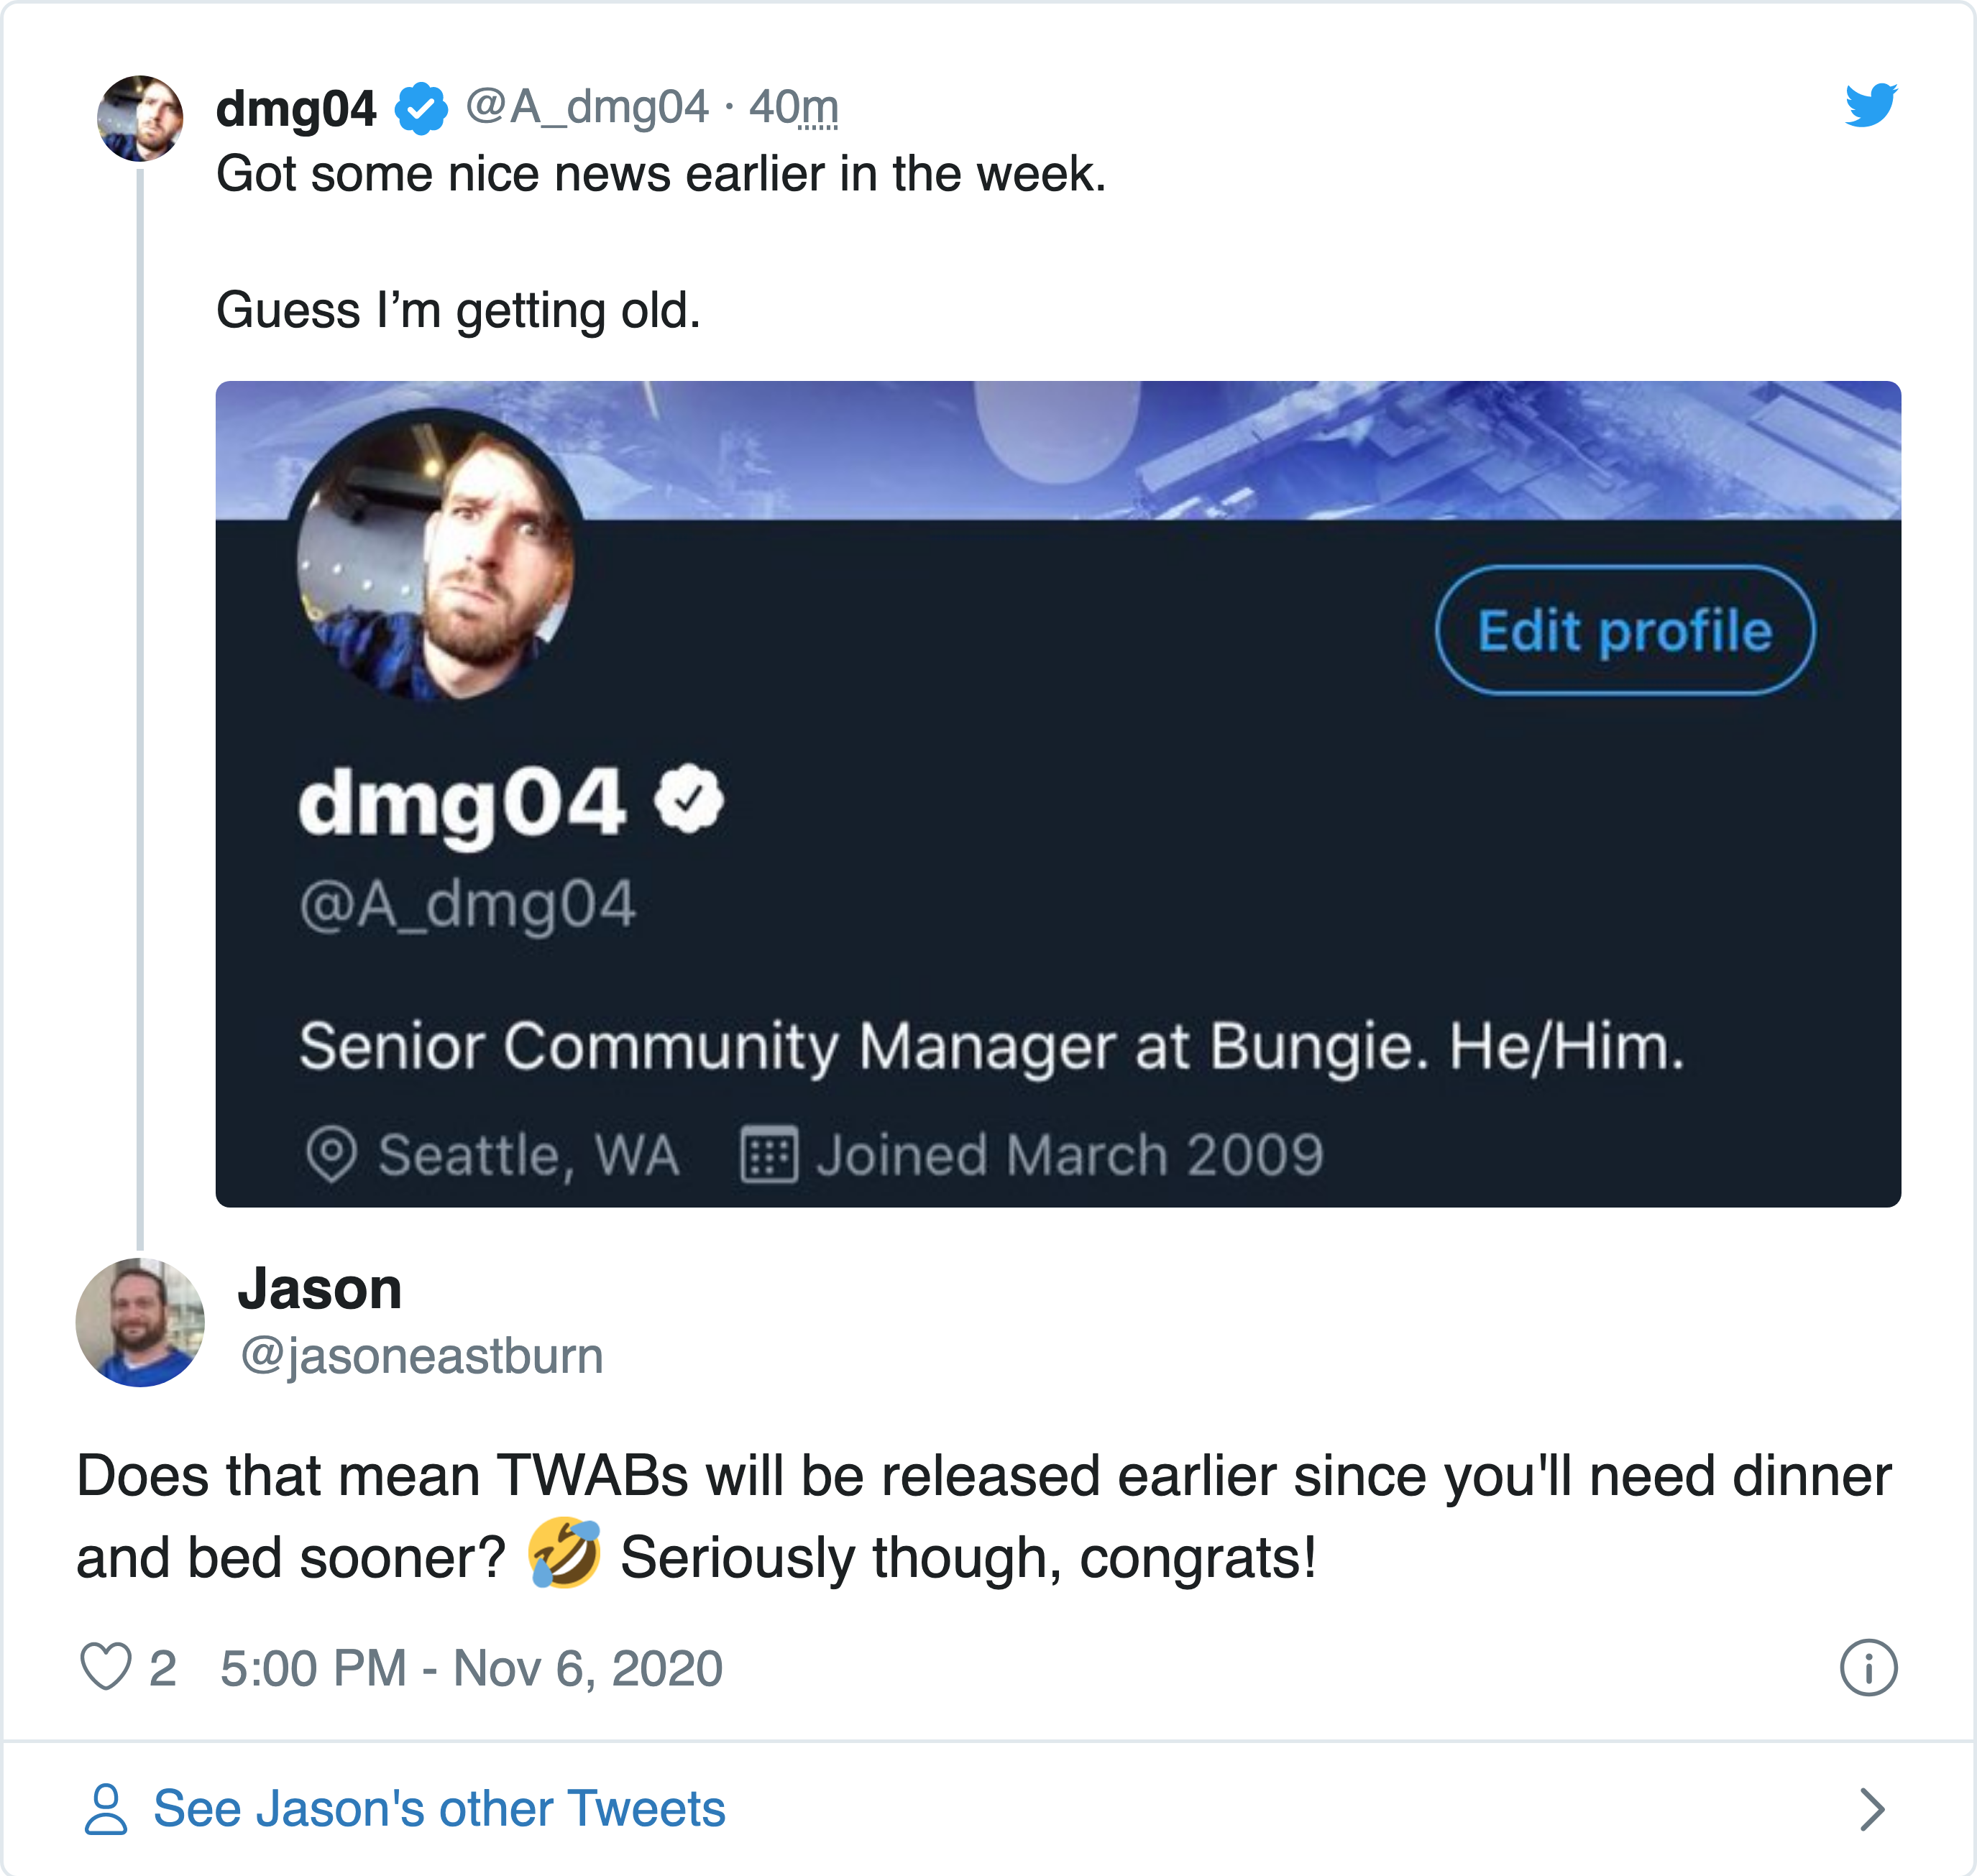 dmg04 @A_dmg04 · 40m
Got some nice news earlier in the week.
Guess I’m getting old.
Edit profile
dmg04
@A_dmg04
Senior Community Manager at Bungie. He/Him.
Seattle, WA Joined March 2009
Jason
@jasoneastburn
Does that mean TWABs will be released earlier since you'll need dinner
and bed sooner? 🤣 Seriously though, congrats!
2 5:00 PM - Nov 6, 2020
See Jason's other Tweets